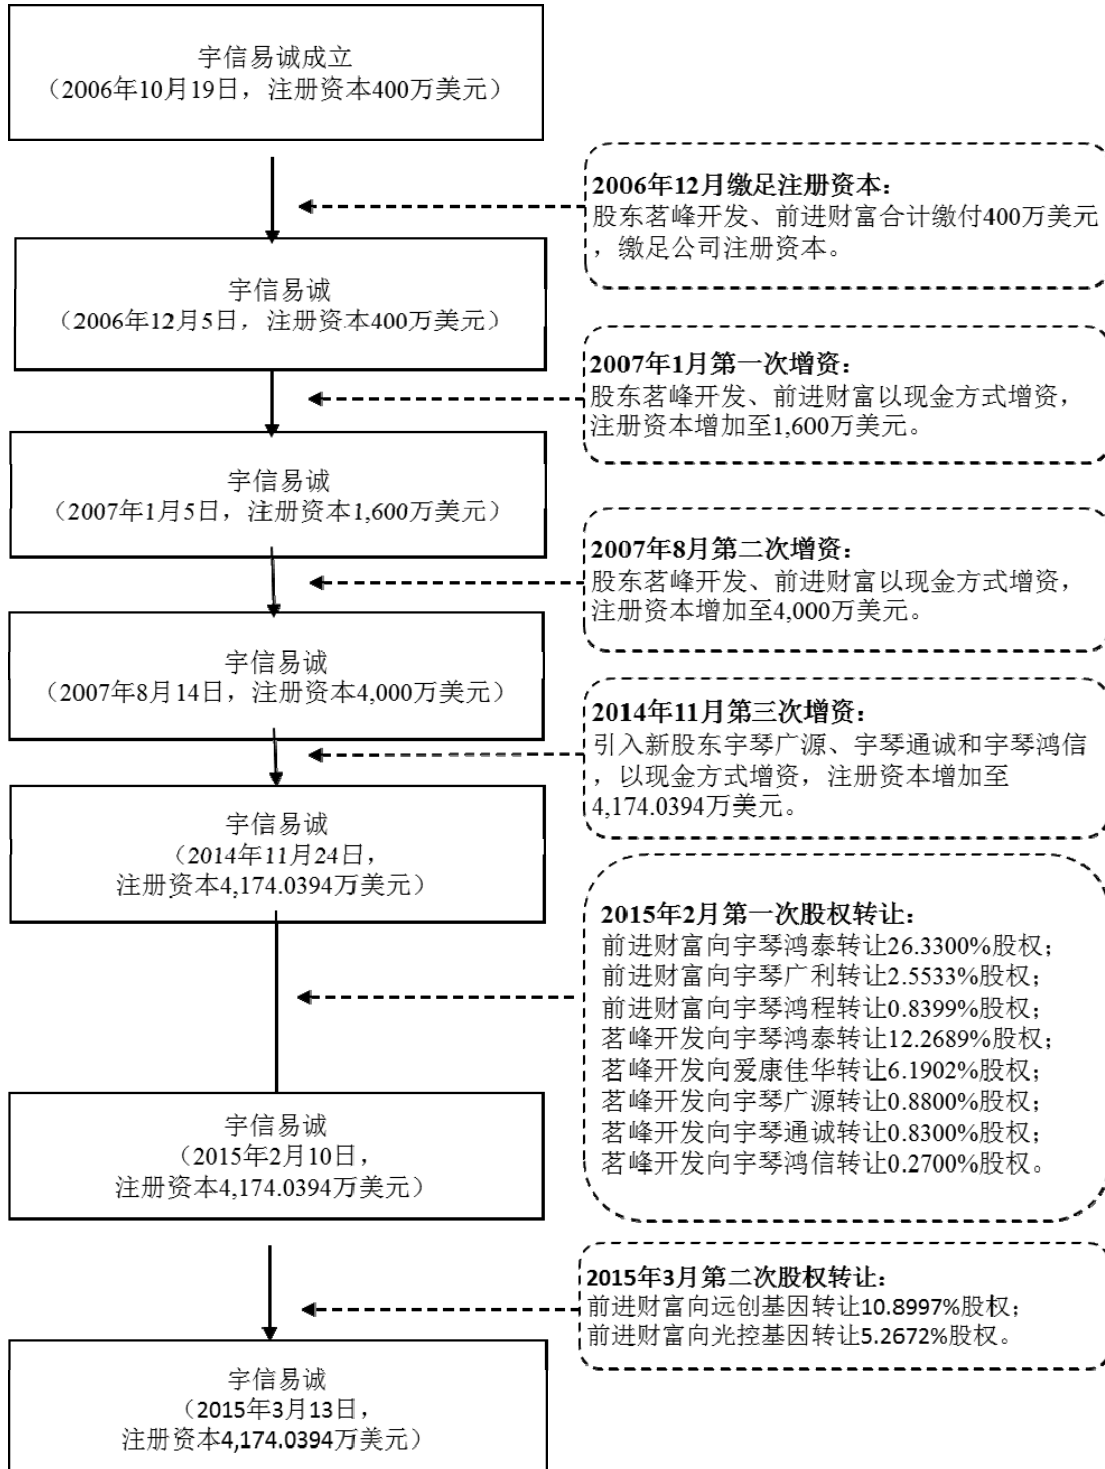 宇信易诚成立
（2006年10月19日，注册资本400万美元）
2006年12月缴足注册资本：
股东茗峰开发、前进财富合计缴付400万美元
，缴足公司注册资本。
宇信易诚
（2006年12月5日，注册资本400万美元）
2007年1月第一次增资：
股东茗峰开发、前进财富以现金方式增资，
注册资本增加至1,600万美元。
宇信易诚
（2007年1月5日，注册资本1,600万美元）
2007年8月第二次增资：
股东茗峰开发、前进财富以现金方式增资，
注册资本增加至4,000万美元。
宇信易诚
（2007年8月14日，注册资本4,000万美元）
2014年11月第三次增资：
引入新股东宇琴广源、宇琴通诚和宇琴鸿信
，以现金方式增资，注册资本增加至
4,174.0394万美元。
宇信易诚
（2014年11月24日，
注册资本4,174.0394万美元）
2015年2月第一次股权转让：
前进财富向宇琴鸿泰转让26.3300%股权；
前进财富向宇琴广利转让2.5533%股权；
前进财富向宇琴鸿程转让0.8399%股权；
茗峰开发向宇琴鸿泰转让12.2689%股权；
茗峰开发向爱康佳华转让6.1902%股权；
茗峰开发向宇琴广源转让0.8800%股权；
茗峰开发向宇琴通诚转让0.8300%股权；
茗峰开发向宇琴鸿信转让0.2700%股权。
宇信易诚
（2015年2月10日，
注册资本4,174.0394万美元）
2015年3月第二次股权转让：
前进财富向远创基因转让10.8997%股权；
前进财富向光控基因转让5.2672%股权。
宇信易诚
（2015年3月13日，
注册资本4,174.0394万美元）